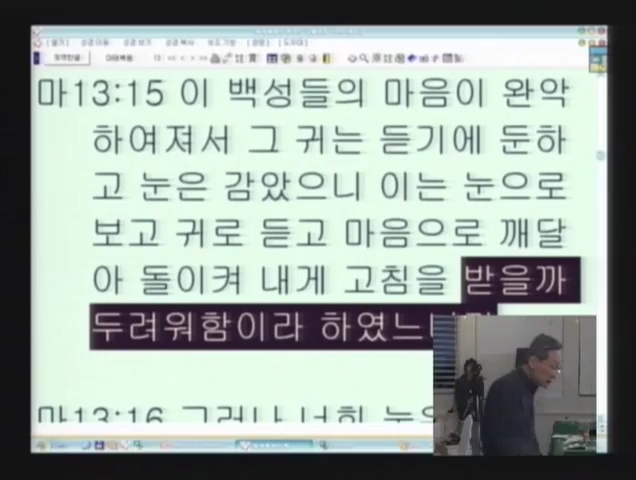 마13:15 이 백성들의 마음이 완악
하여져서 그 귀는 듣기에 둔하
고 눈은 감았으니 이는 눈으로
보고 귀로 듣고 마음으로 깨달
아 돌이켜 내게 고침을 받을까
두려워함이라 하였느
마13:16 그러나 너희 눈